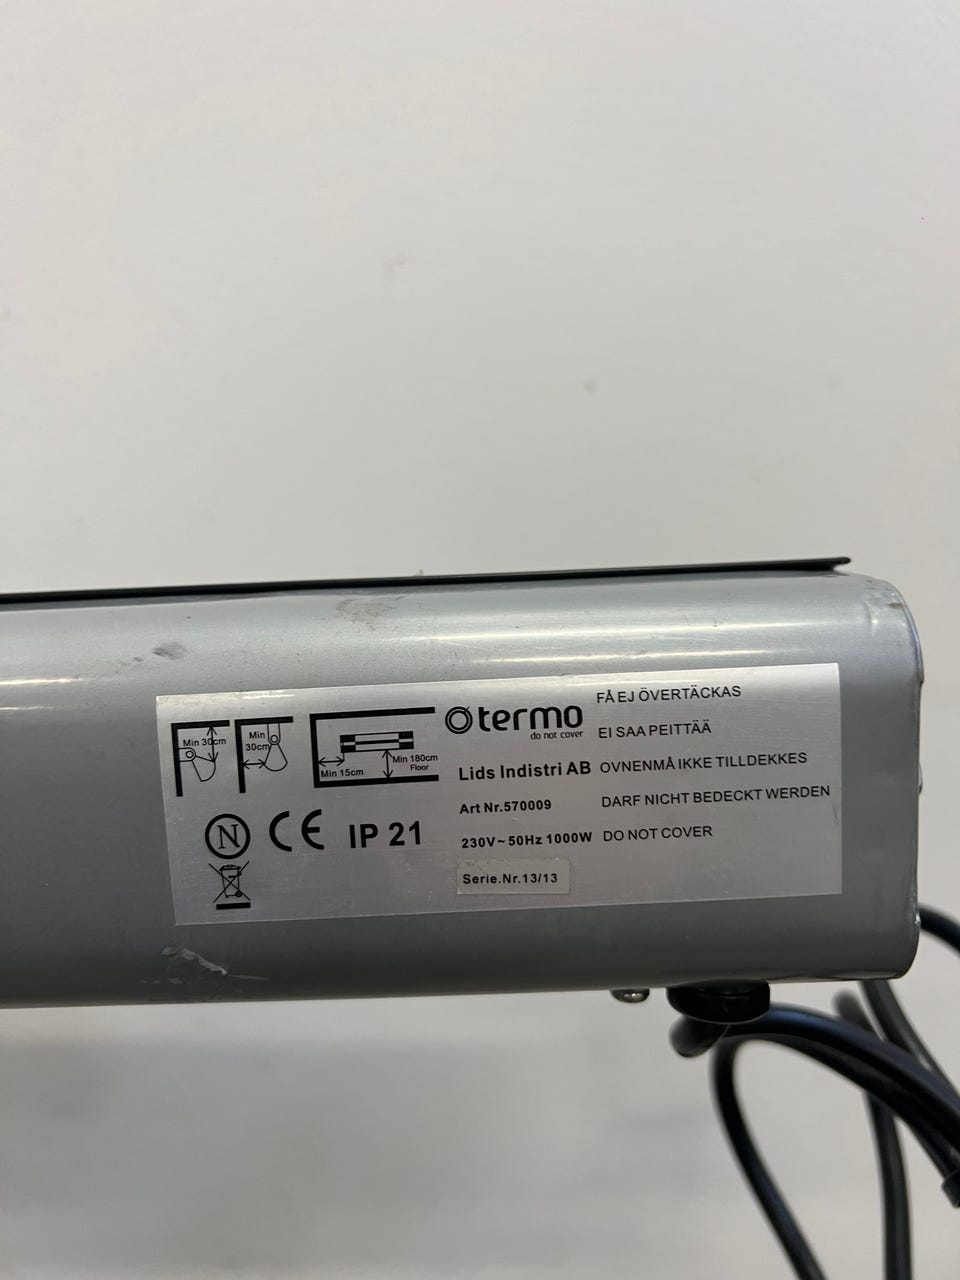 Min 30cm
Min
30cm
Min 15cm
Min 180cm
Floor
termo
do not cover
Lids Indistri AB
Art Nr.570009
230V~50Hz 1000W
Serie.Nr.13/13
N
CE
IP 21
FÅ EJ ÖVERTÄCKAS
EI SAA PEITTÄÄ
OVNENMÅ IKKE TILLDEKKES
DARF NICHT BEDECKT WERDEN
DO NOT COVER